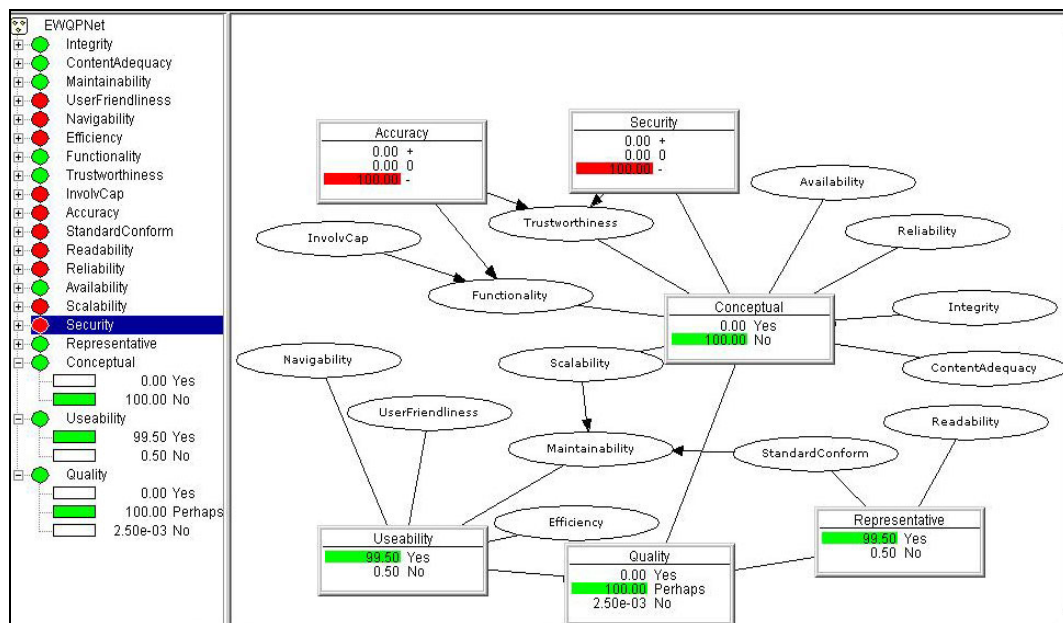 EWQPNet
Integrity
ContentAdequacy
Maintainability
UserFriendliness
Navigability
Efficiency
Functionality
Trustworthiness
InvolvCap
Accuracy
StandardConform
Readability
Reliability
Availability
Scalability
Security
Representative
Conceptual
0.00 Yes
100.00 No
Useability
99.50 Yes
0.50 No
Quality
0.00 Yes
100.00 Perhaps
2.50e-03 No
Accuracy
0.00 +
0.00 0
100.00 -
Security
0.00 +
0.00 0
100.00 -
Availability
Trustworthiness
Reliability
InvolvCap
Functionality
Conceptual
0.00 Yes
100.00 No
Integrity
Navigability
Scalability
ContentAdequacy
UserFriendliness
Readability
Maintainability
StandardConform
Efficiency
Useability
99.50 Yes
0.50 No
Quality
0.00 Yes
100.00 Perhaps
2.50e-03 No
Representative
99.50 Yes
0.50 No